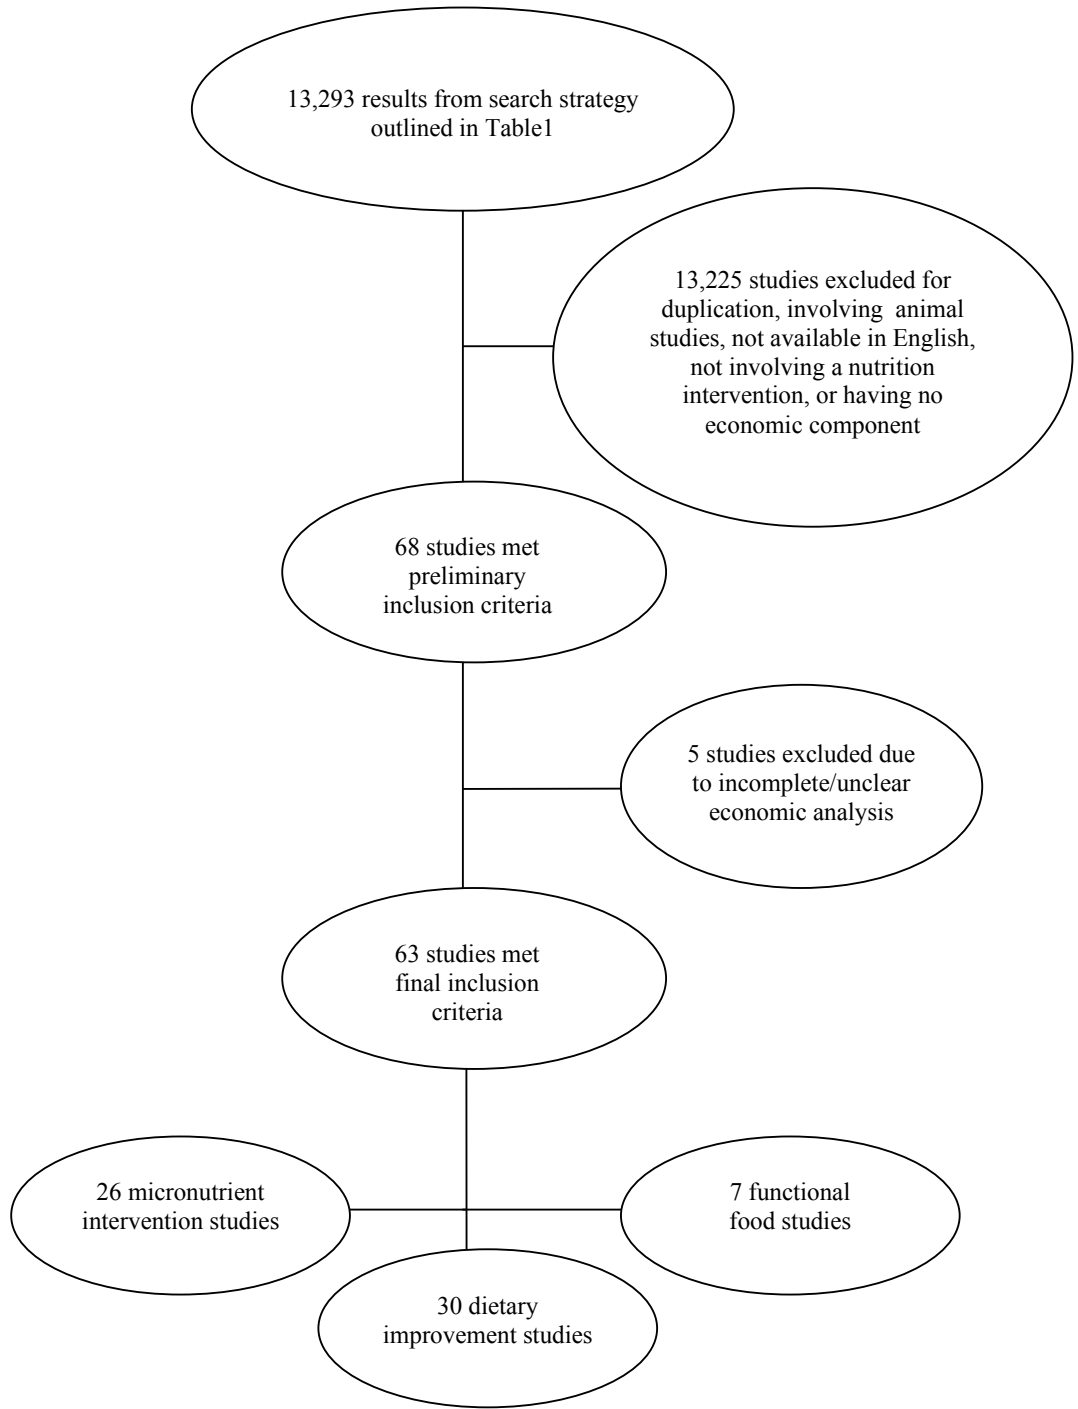 13,293 results from search strategy
outlined in Table1
13,225 studies excluded for
duplication, involving  animal
studies, not available in English,
not involving a nutrition
intervention, or having no
economic component
68 studies met
preliminary
inclusion criteria
5 studies excluded due
to incomplete/unclear
economic analysis
63 studies met
final inclusion
criteria
26 micronutrient
intervention studies
7 functional
food studies
30 dietary
improvement studies